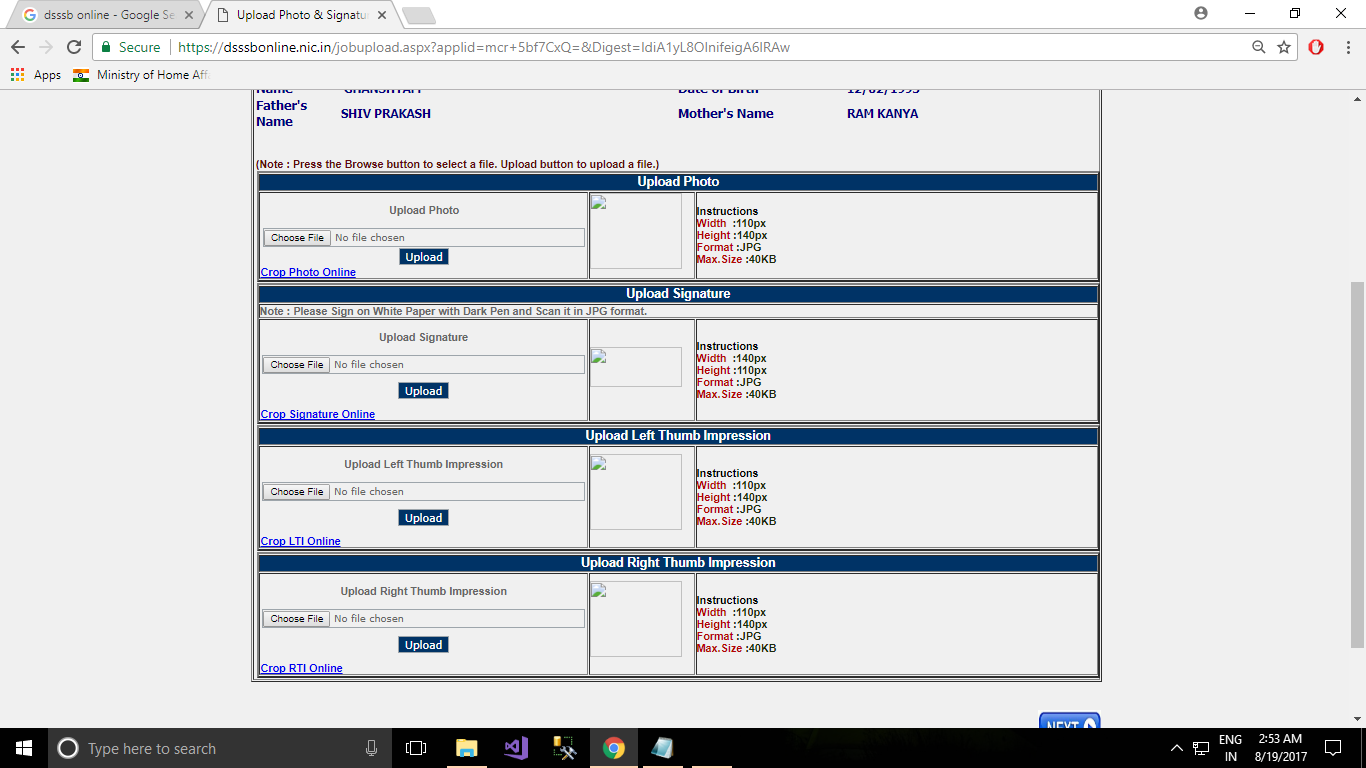 dsssb online - Google Se
Upload Photo & Signatu
Secure
https://dsssbonline.nic.in/jobupload.aspx?applid=mcr+5bf7CxQ=&Digest=IdiA1yL8OlnifeigA6lRAw
Apps
Ministry of Home Aff
Name GHANSHYAM Date of Birth 12/02/1993
Father's Name SHIV PRAKASH Mother's Name RAM KANYA
(Note : Press the Browse button to select a file. Upload button to upload a file.)
Upload Photo
Upload Photo
Choose File No file chosen
Upload
Crop Photo Online
Instructions
Width :110px
Height :140px
Format :JPG
Max.Size :40KB
Upload Signature
Note : Please Sign on White Paper with Dark Pen and Scan it in JPG format.
Upload Signature
Choose File No file chosen
Upload
Crop Signature Online
Instructions
Width :140px
Height :110px
Format :JPG
Max.Size :40KB
Upload Left Thumb Impression
Upload Left Thumb Impression
Choose File No file chosen
Upload
Crop LTI Online
Instructions
Width :110px
Height :140px
Format :JPG
Max.Size :40KB
Upload Right Thumb Impression
Upload Right Thumb Impression
Choose File No file chosen
Upload
Crop RTI Online
Instructions
Width :110px
Height :140px
Format :JPG
Max.Size :40KB
NEXT
Type here to search
ENG
IN
2:53 AM
8/19/2017